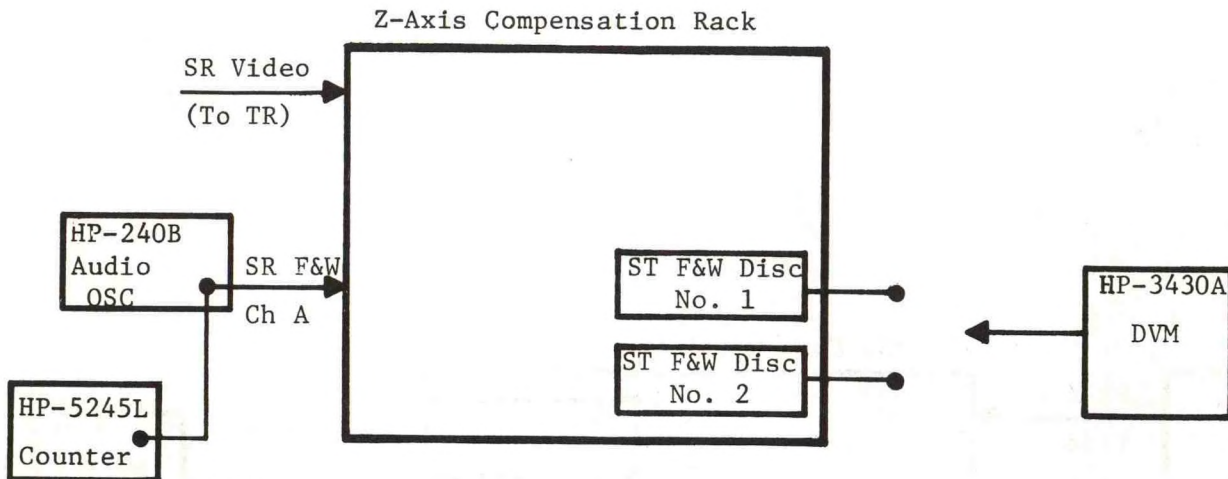 Z-Axis Compensation Rack
SR Video
(To TR)
HP-240B
Audio
OSC
SR F&W
Ch A
HP-5245L
Counter
ST F&W Disc
No. 1
ST F&W Disc
No. 2
HP-3430A
DVM